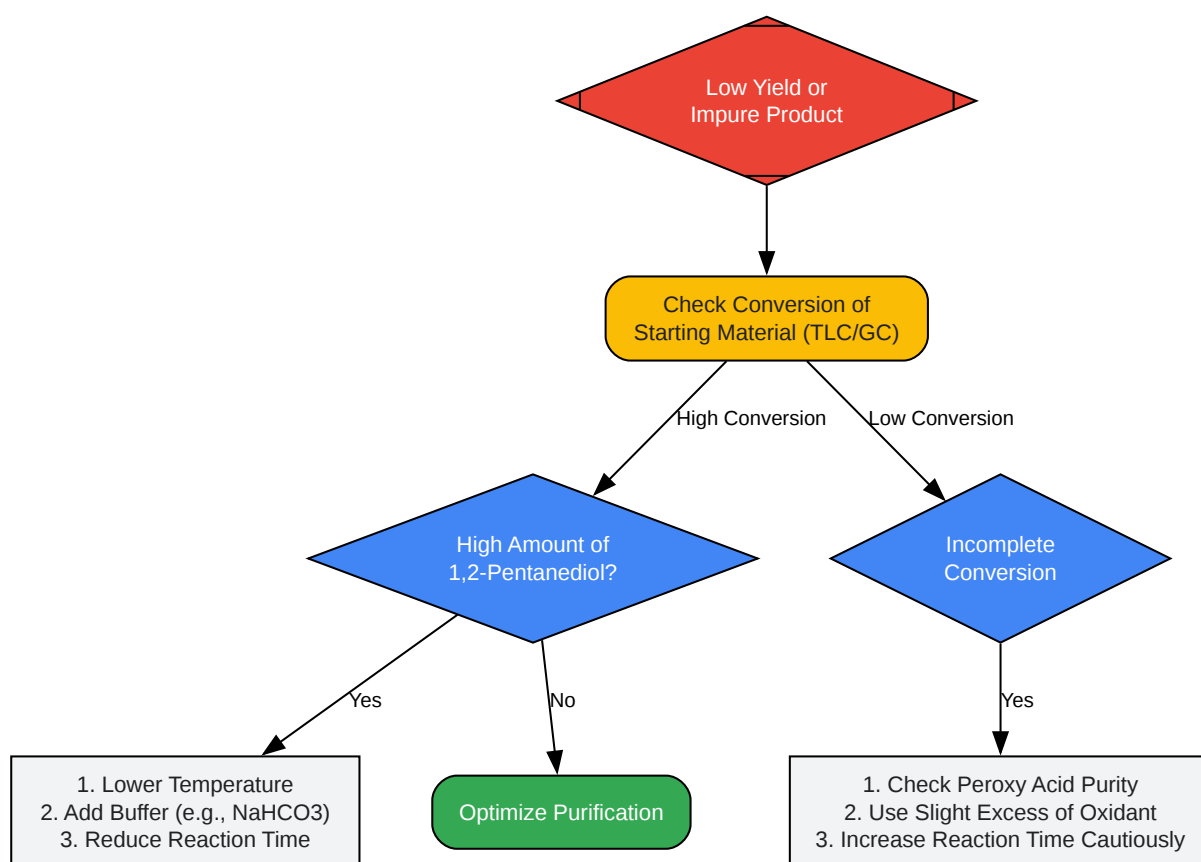 Low Yield or
Impure Product
Check Conversion of
Starting Material (TLC/GC)
High Conversion
Low Conversion
High Amount of
1,2-Pentanediol?
Incomplete
Conversion
Yes
No
Yes
1. Lower Temperature
2. Add Buffer (e.g., NaHCO3)
3. Reduce Reaction Time
Optimize Purification
1. Check Peroxy Acid Purity
2. Use Slight Excess of Oxidant
3. Increase Reaction Time Cautiously